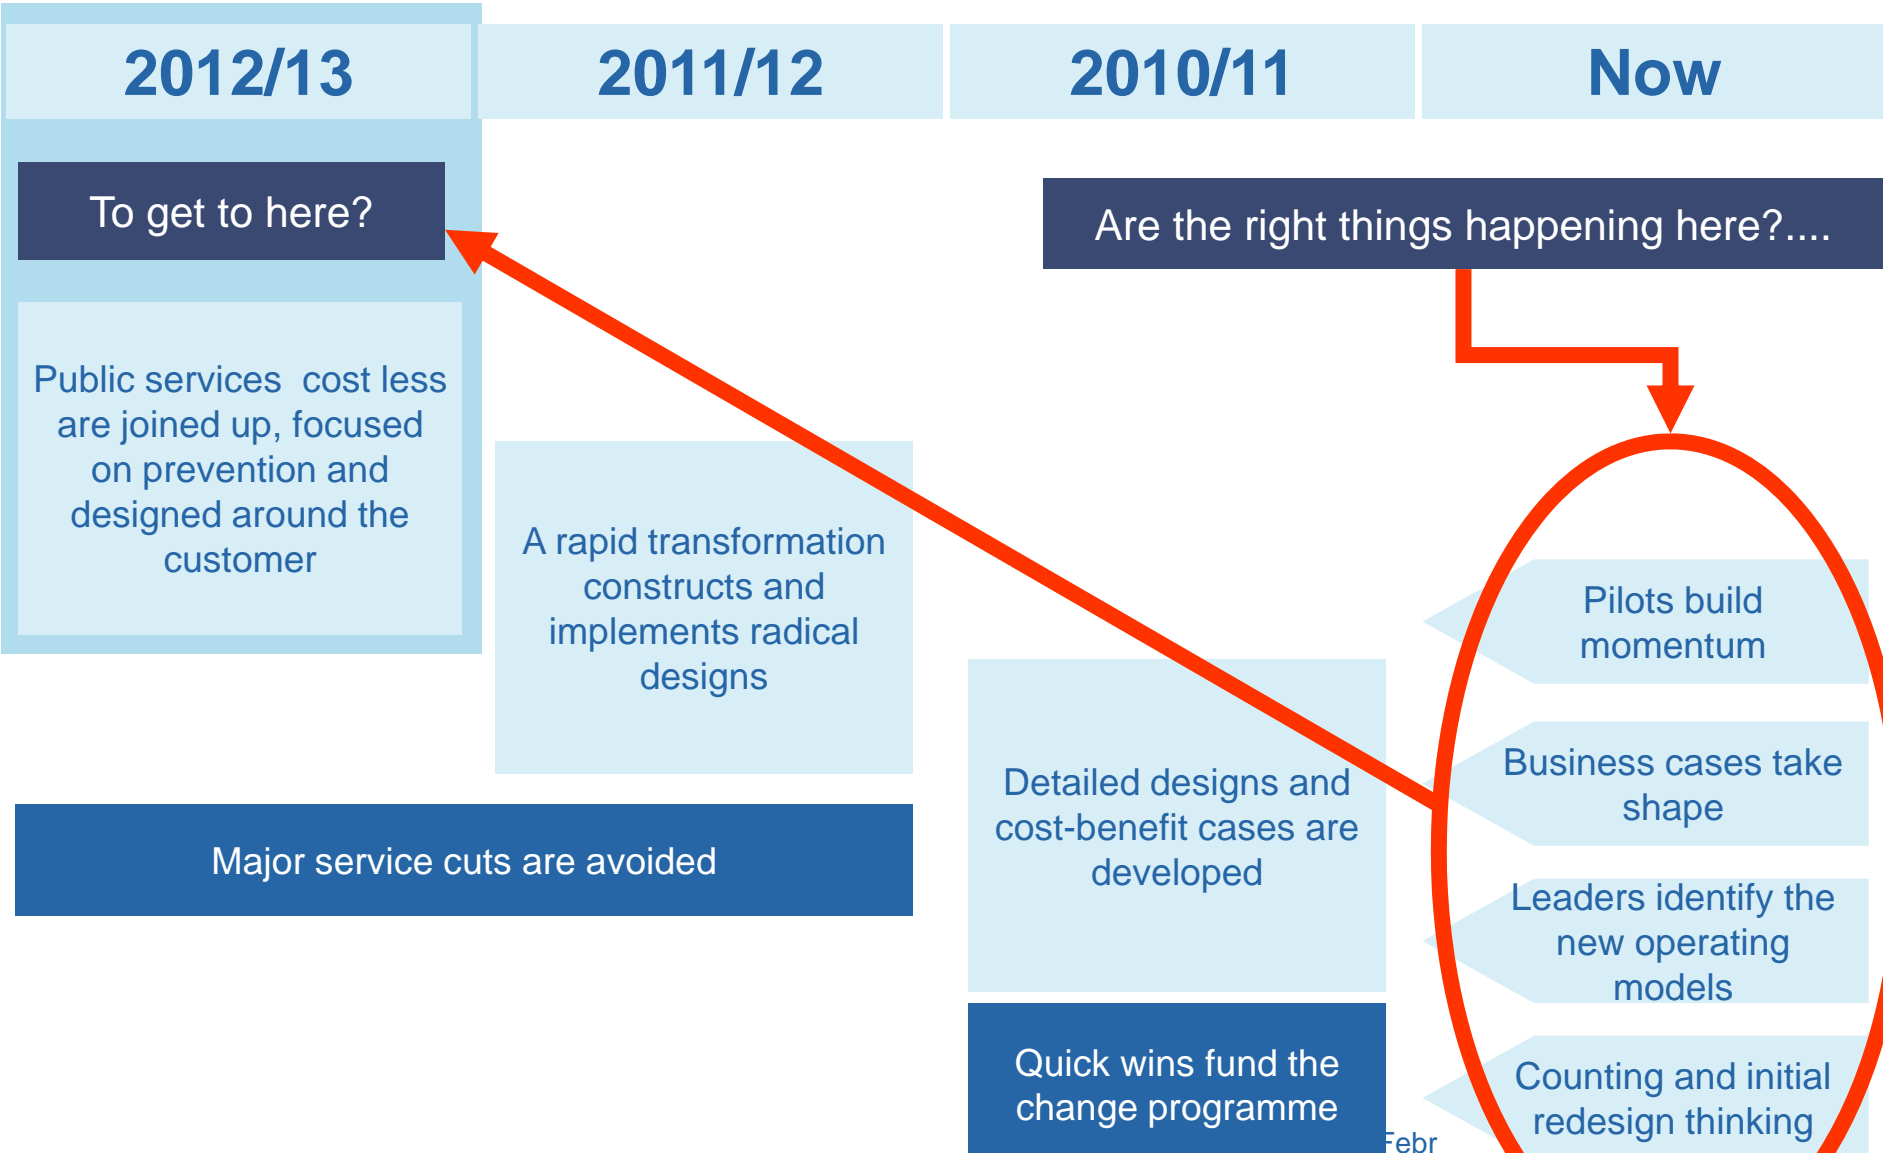 2012/13
2011/12
2010/11
Now
To get to here?
Are the right things happening here?....
Public services  cost less
are joined up, focused
on prevention and
designed around the
customer
A rapid transformation
constructs and
implements radical
designs
Major service cuts are avoided
Detailed designs and
cost-benefit cases are
developed
Quick wins fund the
change programme
Pilots build
momentum
Business cases take
shape
Leaders identify the
new operating
models
Counting and initial
redesign thinking
Febr